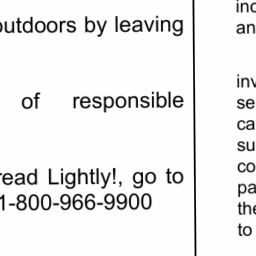 outdoors by leaving
of responsible
read Lightly!, go to
1-800-966-9900
inc
an
inv
se
ca
su
co
pa
the
to